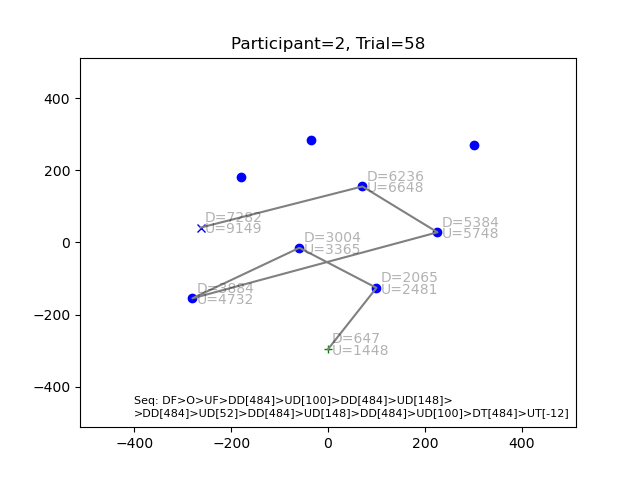 Participant=2, Trial=58
400
200
0
−200
−400
D=6236
U=6648
D=7282
U=9149
D=5384
U=5748
D=3004
U=3365
D=2065
U=2481
D=3884
U=4732
D=647
U=1448
Seq: DF>O>UF>DD[484]>UD[100]>DD[484]>UD[148]>
>DD[484]>UD[52]>DD[484]>UD[148]>DD[484]>UD[100]>DT[484]>UT[-12]
−400
−200
0
200
400